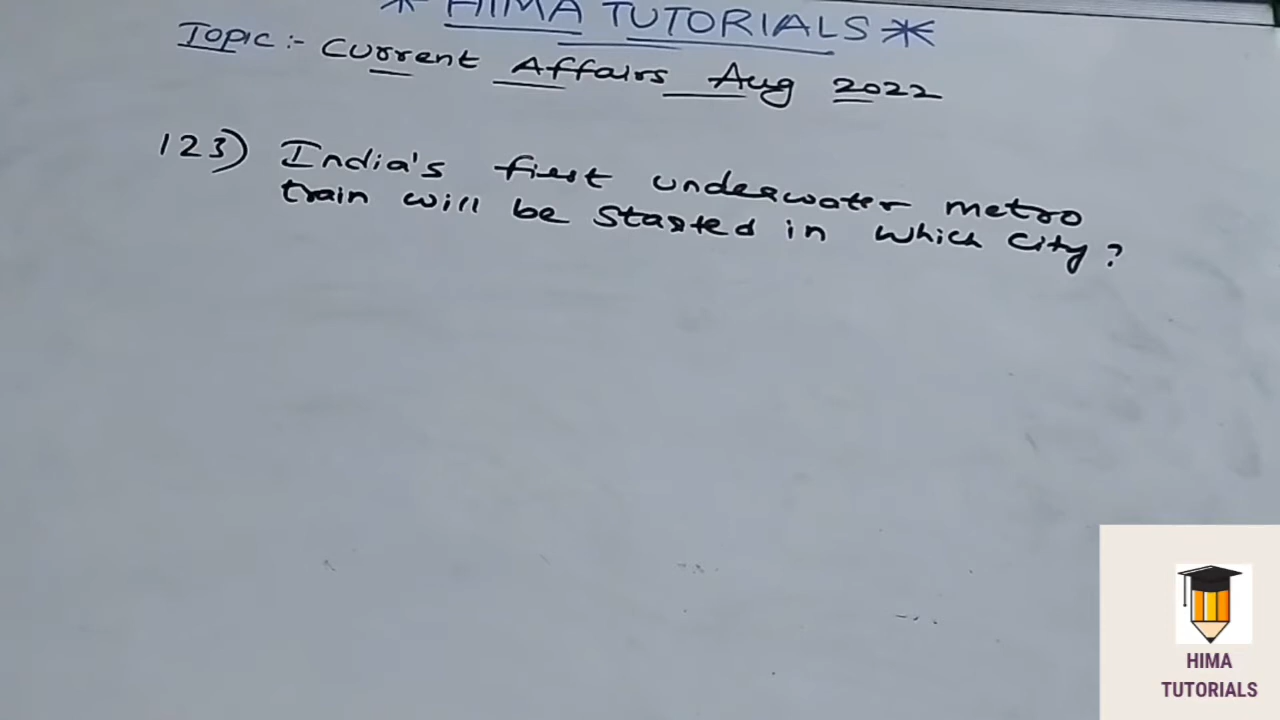 * HIMA TUTORIALS *
Topic:- Current Affairs Aug 2022
123) India's first underwater metro
train will be started in which city?
HIMA
TUTORIALS